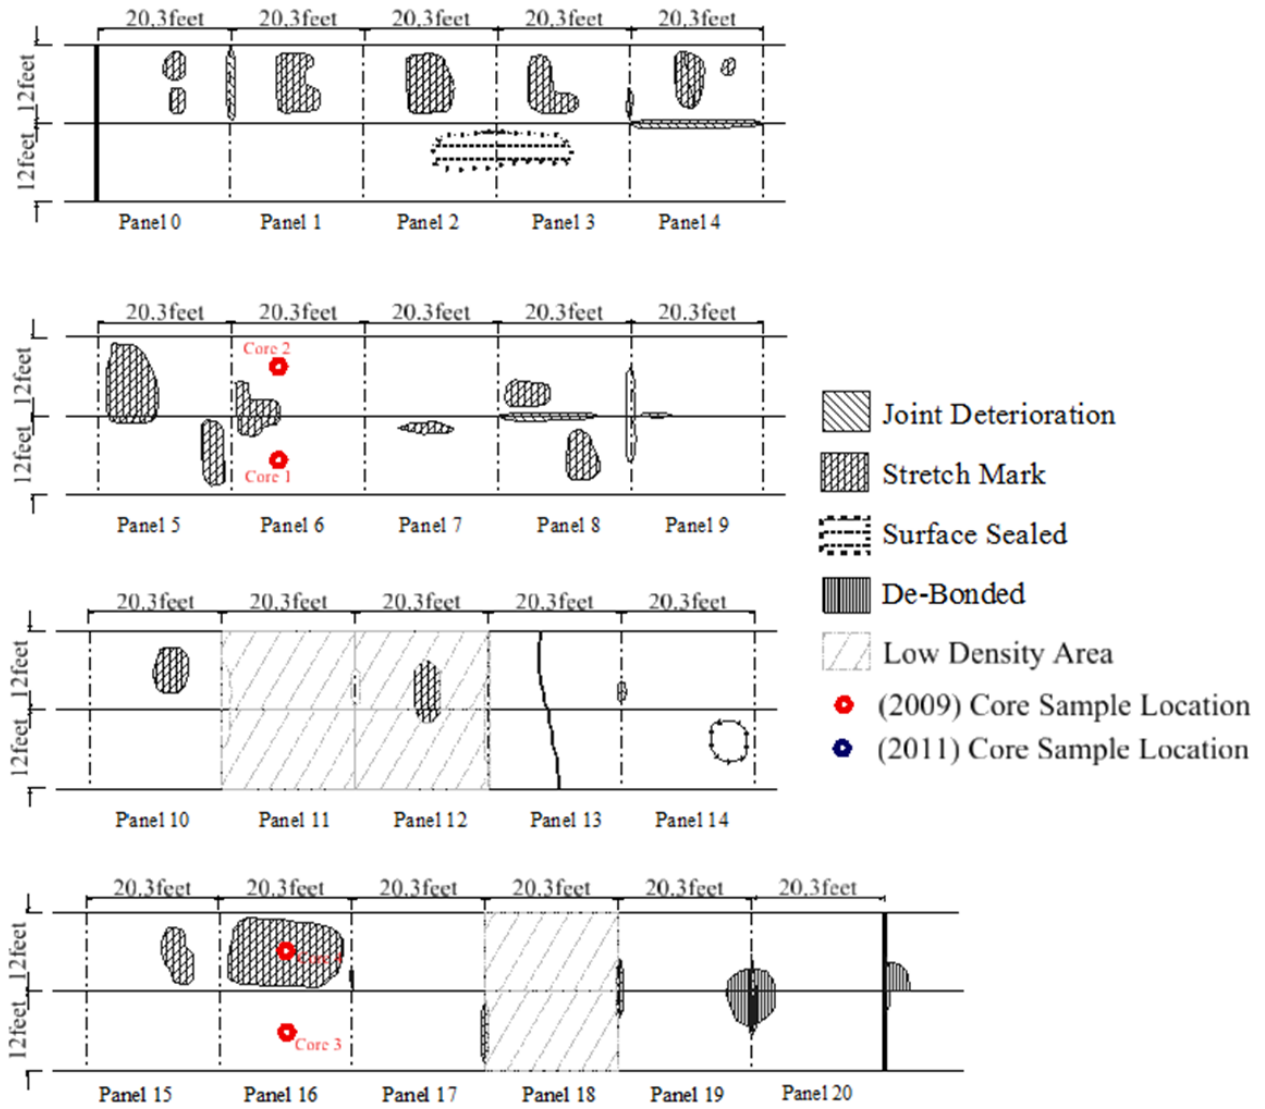 20.3feet 20.3feet 20.3feet 20.3feet 20.3feet
12feet
12feet
Panel 0 Panel 1 Panel 2 Panel 3 Panel 4
20.3feet 20.3feet 20.3feet 20.3feet 20.3feet
12feet
12feet
Core 2
Core 1
Panel 5 Panel 6 Panel 7 Panel 8 Panel 9
Joint Deterioration
Stretch Mark
Surface Sealed
De-Bonded
Low Density Area
(2009) Core Sample Location
(2011) Core Sample Location
20.3feet 20.3feet 20.3feet 20.3feet 20.3feet
12feet
12feet
Panel 10 Panel 11 Panel 12 Panel 13 Panel 14
20.3feet 20.3feet 20.3feet 20.3feet 20.3feet 20.3feet
12feet
12feet
Core 4
Core 3
Panel 15 Panel 16 Panel 17 Panel 18 Panel 19 Panel 20